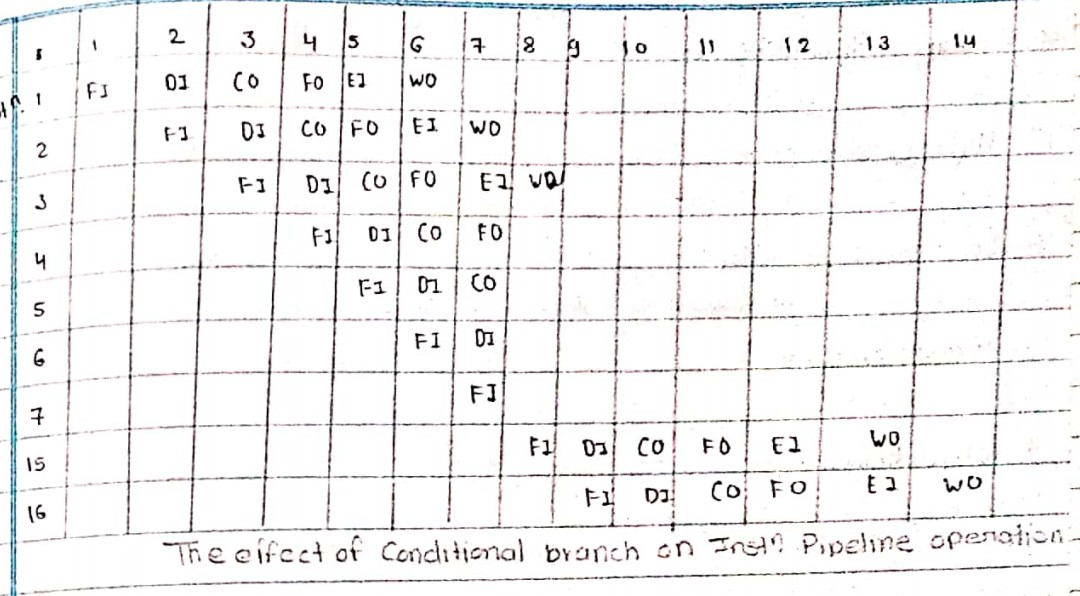 s 1 2 3 4 5 6 7 8 9 10 11 12 13 14
1 FI DI CO FO EI WO
2 FI DI CO FO EI WO
3 FI DI CO FO EI WO
4 FI DI CO FO
5 FI DI CO
6 FI DI
7 FI
15 FI DI CO FO EI WO
16 FI DI CO FO EI WO
The effect of Conditional branch on Instn Pipeline operation